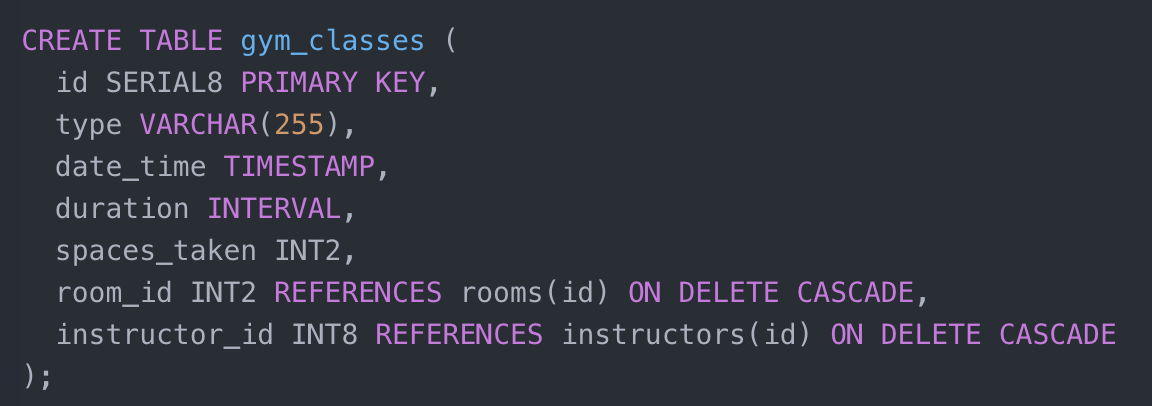 CREATE TABLE gym_classes (
  id SERIAL8 PRIMARY KEY,
  type VARCHAR(255),
  date_time TIMESTAMP,
  duration INTERVAL,
  spaces_taken INT2,
  room_id INT2 REFERENCES rooms(id) ON DELETE CASCADE,
  instructor_id INT8 REFERENCES instructors(id) ON DELETE CASCADE
);